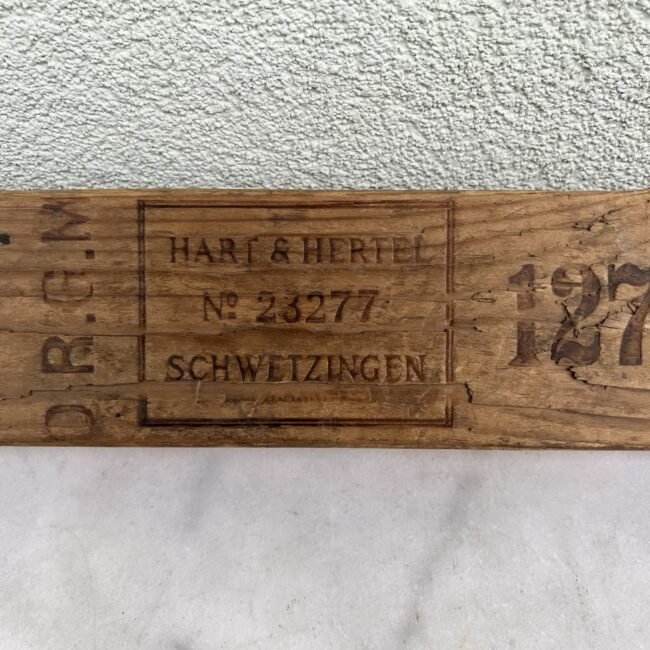 D.R.G.M
HART & HERTEL
Nº 23277
SCHWETZINGEN
127